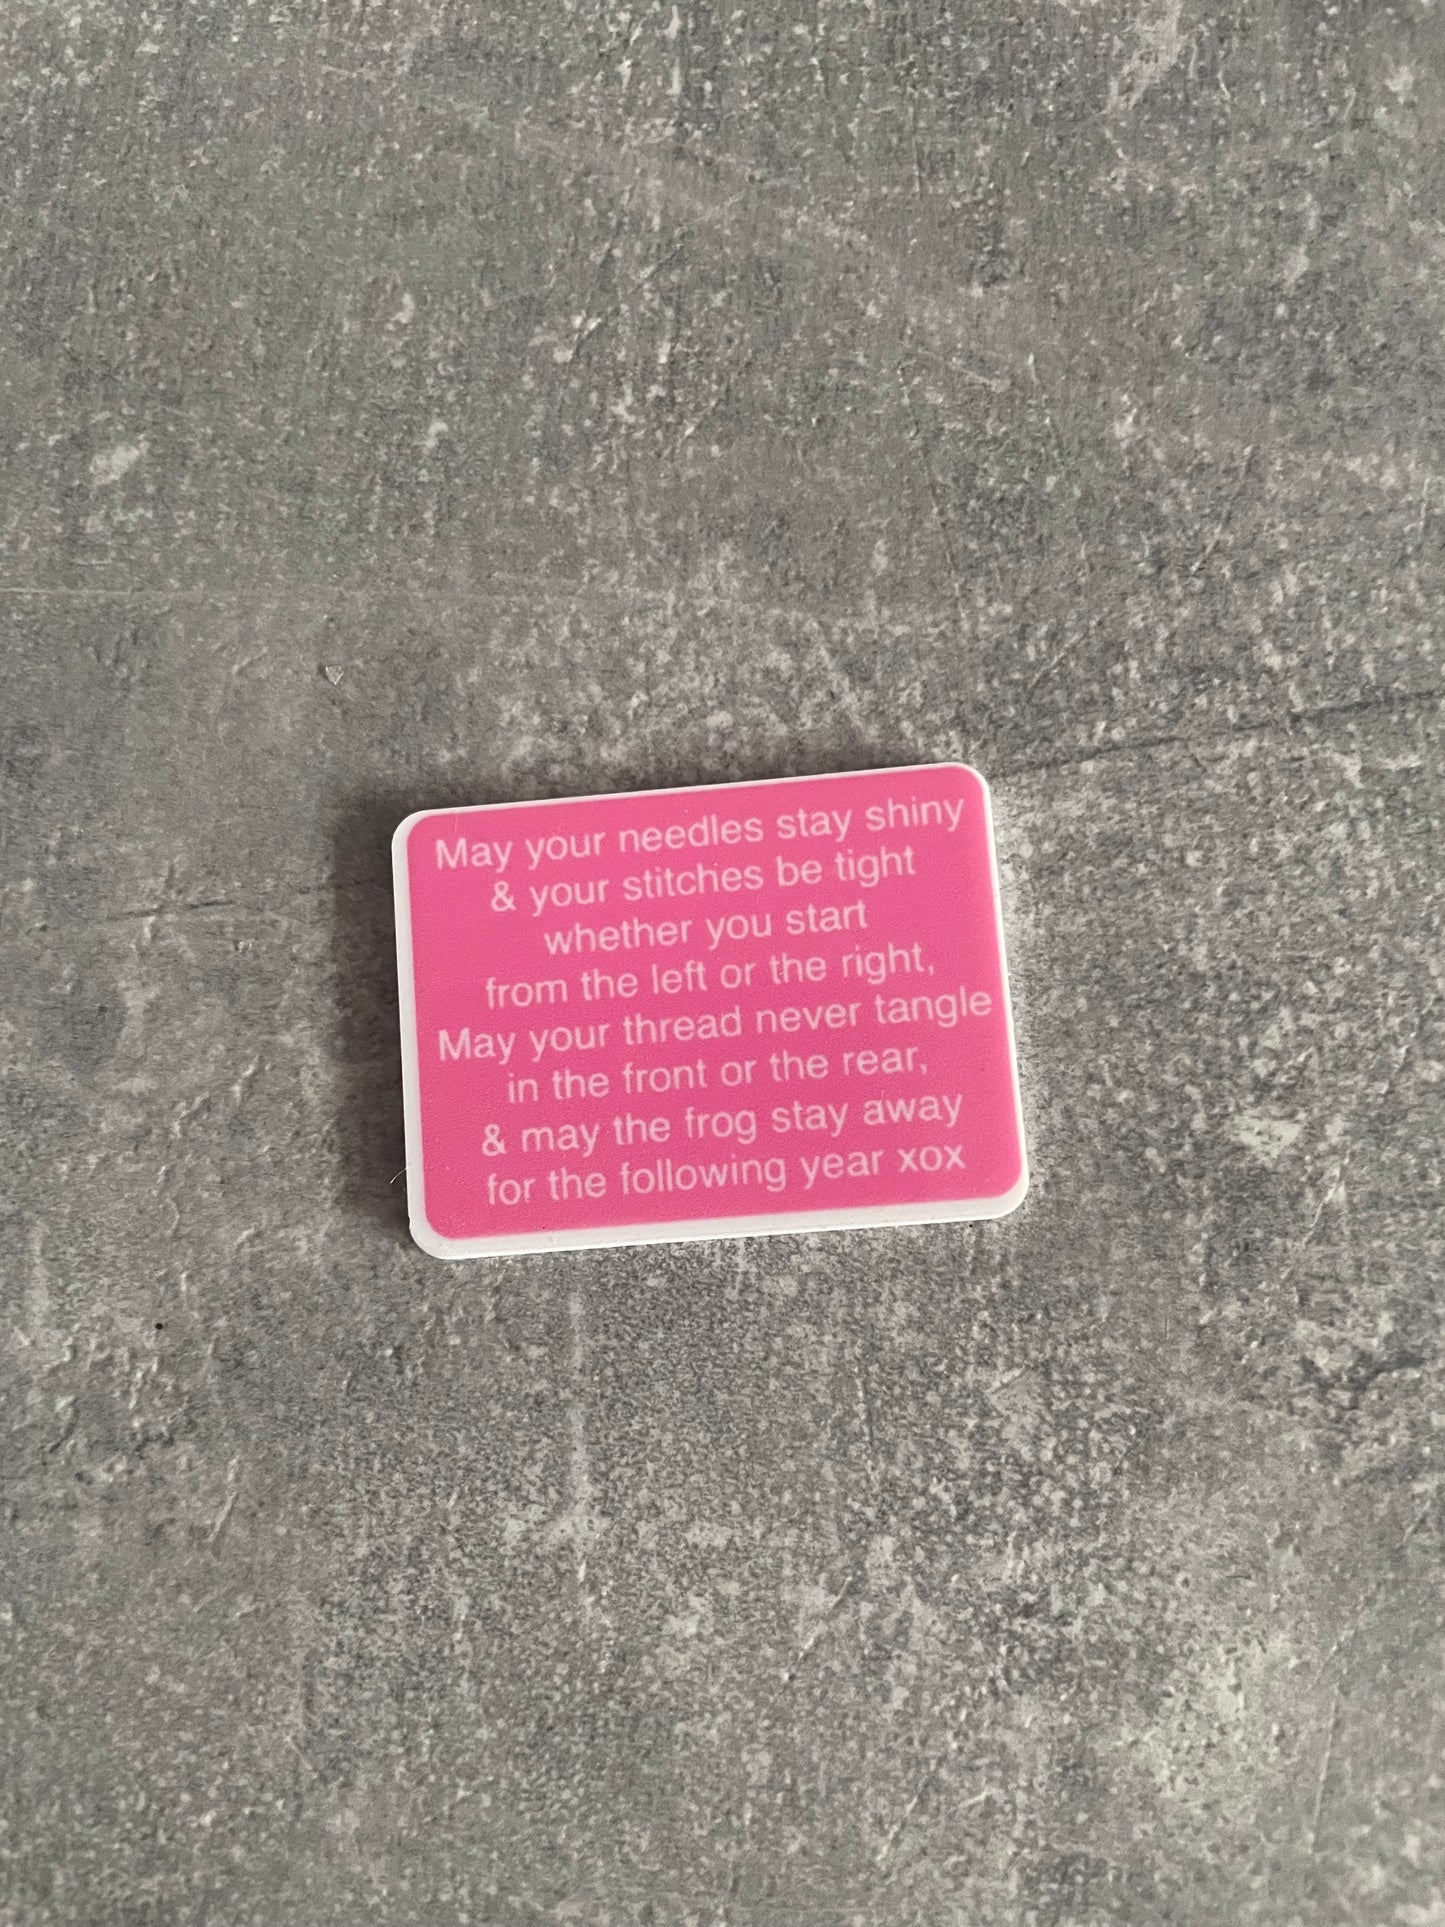 May your needles stay shiny
& your stitches be tight
whether you start
from the left or the right,
May your thread never tangle
in the front or the rear,
& may the frog stay away
for the following year xox